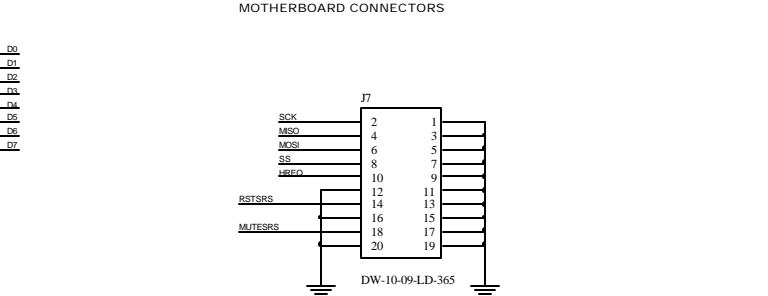 MOTHERBOARD CONNECTORS
D0
D1
D2
D3
D4
D5
D6
D7
J7
SCK 2 1
MISO 4 3
MOSI 6 5
SS 8 7
HREQ 10 9
12 11
RSTSRS 14 13
16 15
MUTESRS 18 17
20 19
DW-10-09-LD-365